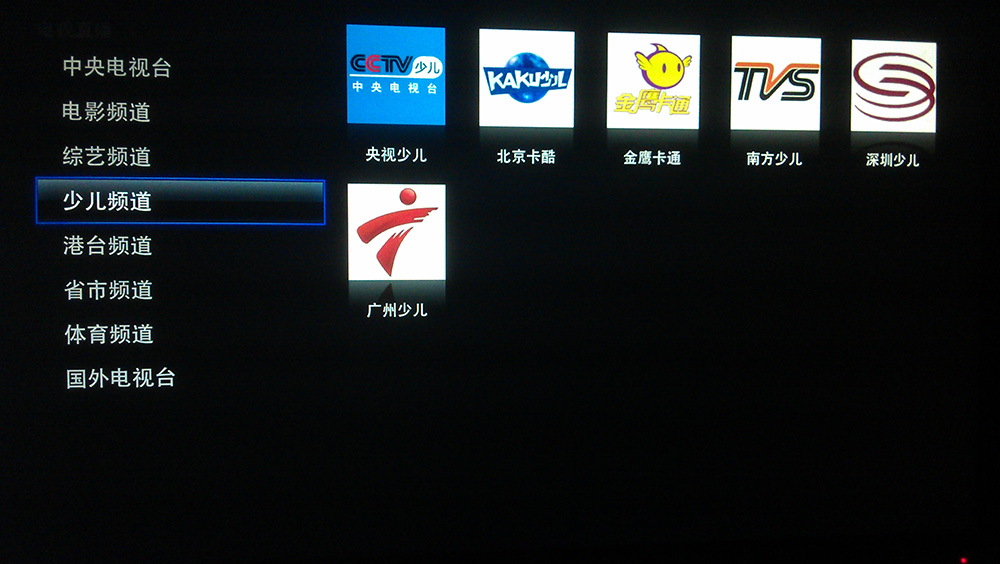 电视直播
中央电视台
电影频道
综艺频道
少儿频道
港台频道
省市频道
体育频道
国外电视台
CCTV少儿
中央电视台
央视少儿
KAKU少儿
北京卡酷
金鹰卡通
金鹰卡通
TVS
南方少儿
深圳少儿
广州少儿